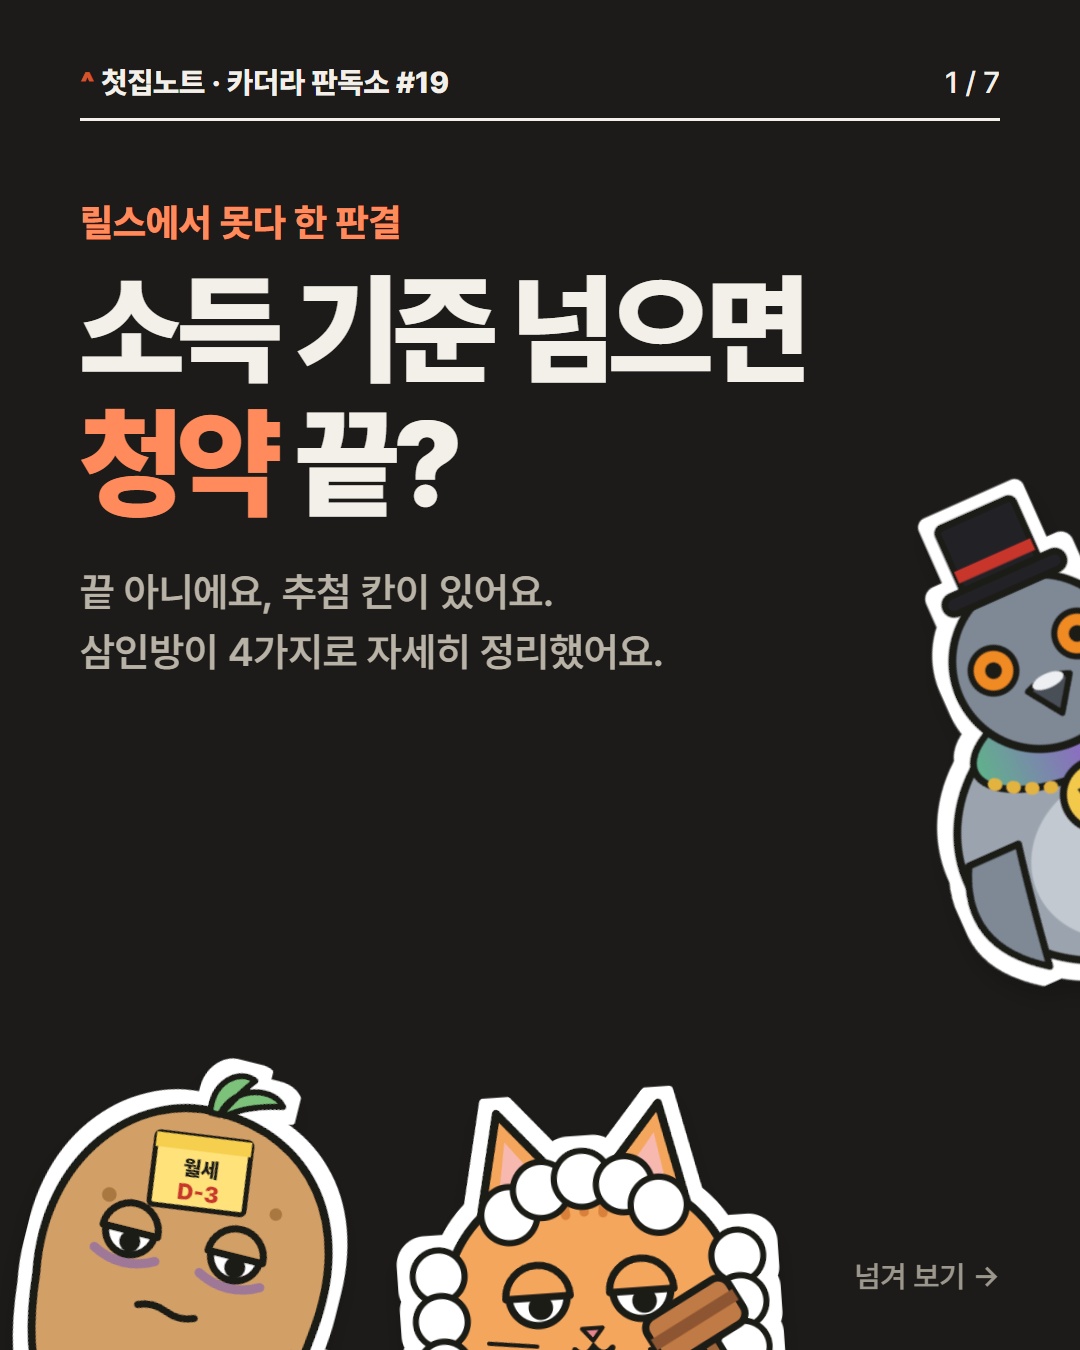 ^ 첫집노트 · 카더라 판독소 #19
1 / 7
릴스에서 못다 한 판결
소득 기준 넘으면
청약 끝?
끝 아니에요, 추첨 칸이 있어요.
삼인방이 4가지로 자세히 정리했어요.
월세
D-3
넘겨 보기 →